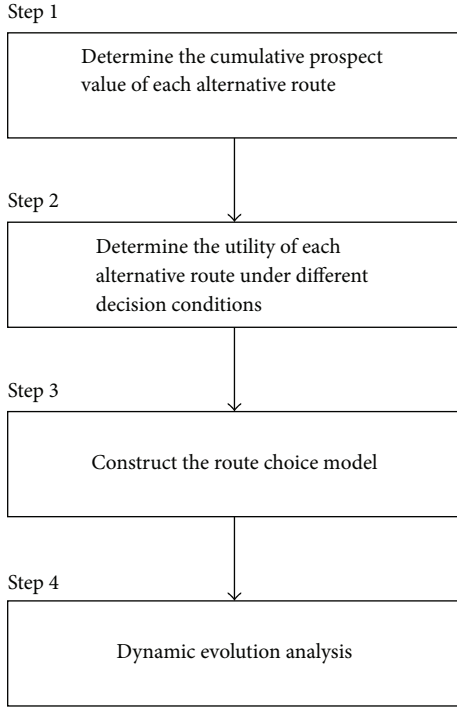 Step 1
Determine the cumulative prospect
value of each alternative route
Step 2
Determine the utility of each
alternative route under different
decision conditions
Step 3
Construct the route choice model
Step 4
Dynamic evolution analysis